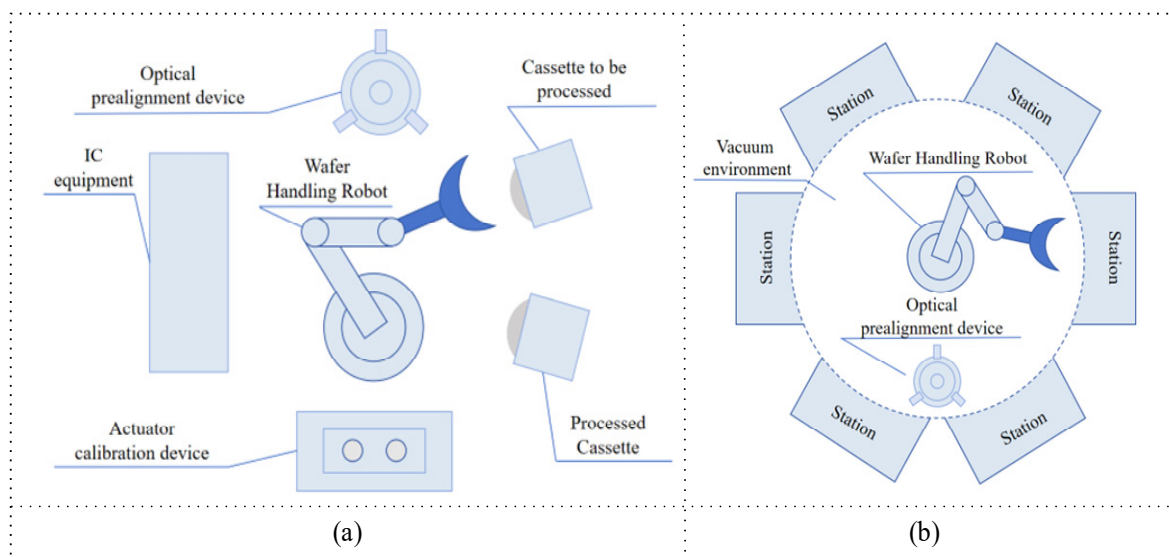 Optical
prealignment device
Cassette to be
processed
IC
equipment
Wafer
Handling Robot
Actuator
calibration device
Processed
Cassette
(a)
Station
Station
Vacuum
environment
Wafer Handling Robot
Station
Station
Optical
prealignment device
Station
Station
(b)